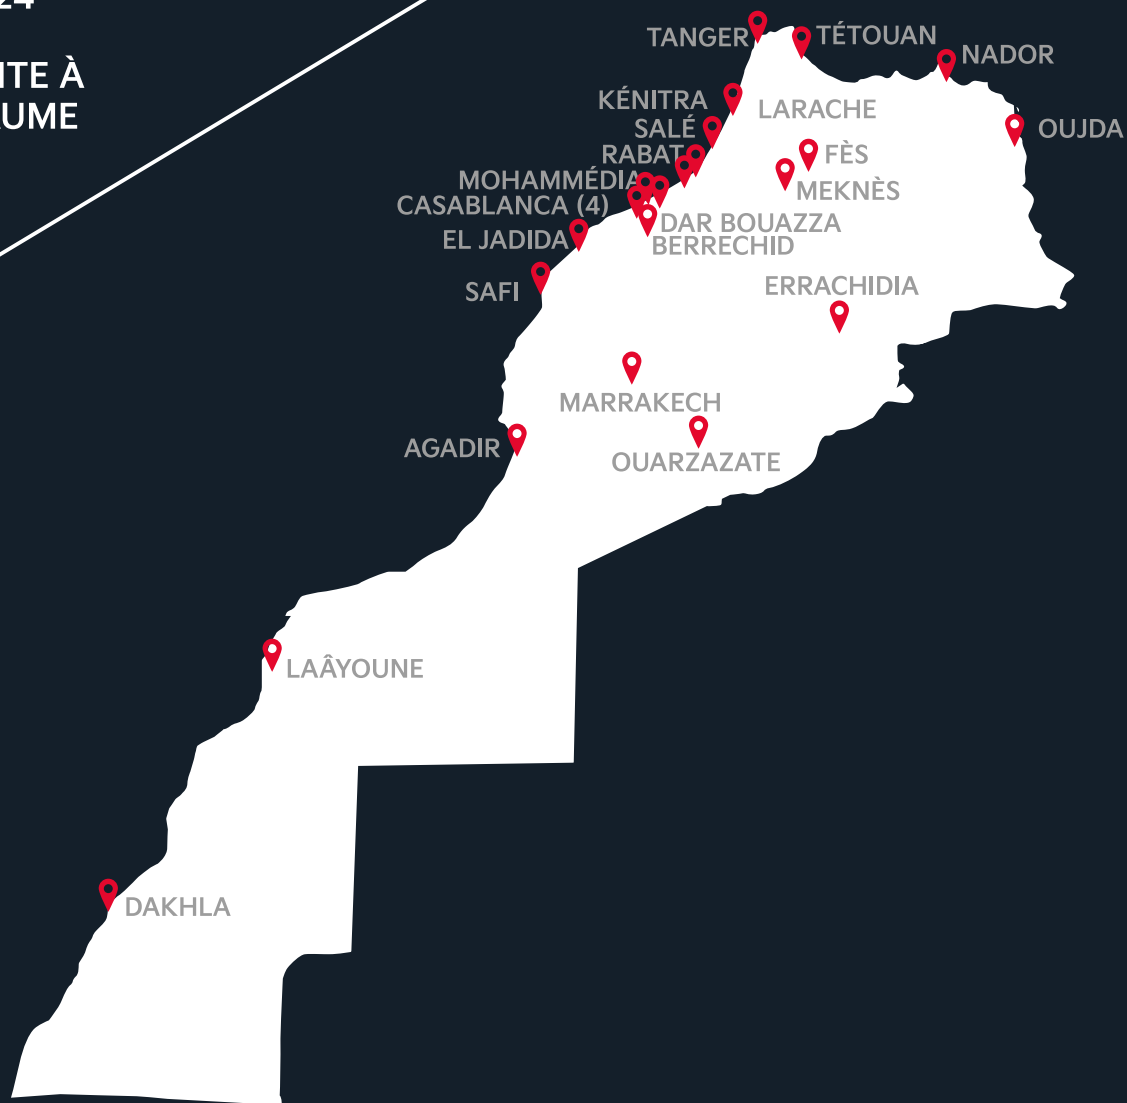 24
TANGER
TÉTOUAN
NADOR
ITE À
KÉNITRA
LARACHE
UME
SALÉ
OUJDA
RABAT
FÈS
MOHAMMÉDIA
MEKNÈS
CASABLANCA (4)
DAR BOUAZZA
EL JADIDA
BERRECHID
SAFI
ERRACHIDIA
MARRAKECH
AGADIR
OUARZAZATE
LAÂYOUNE
DAKHLA